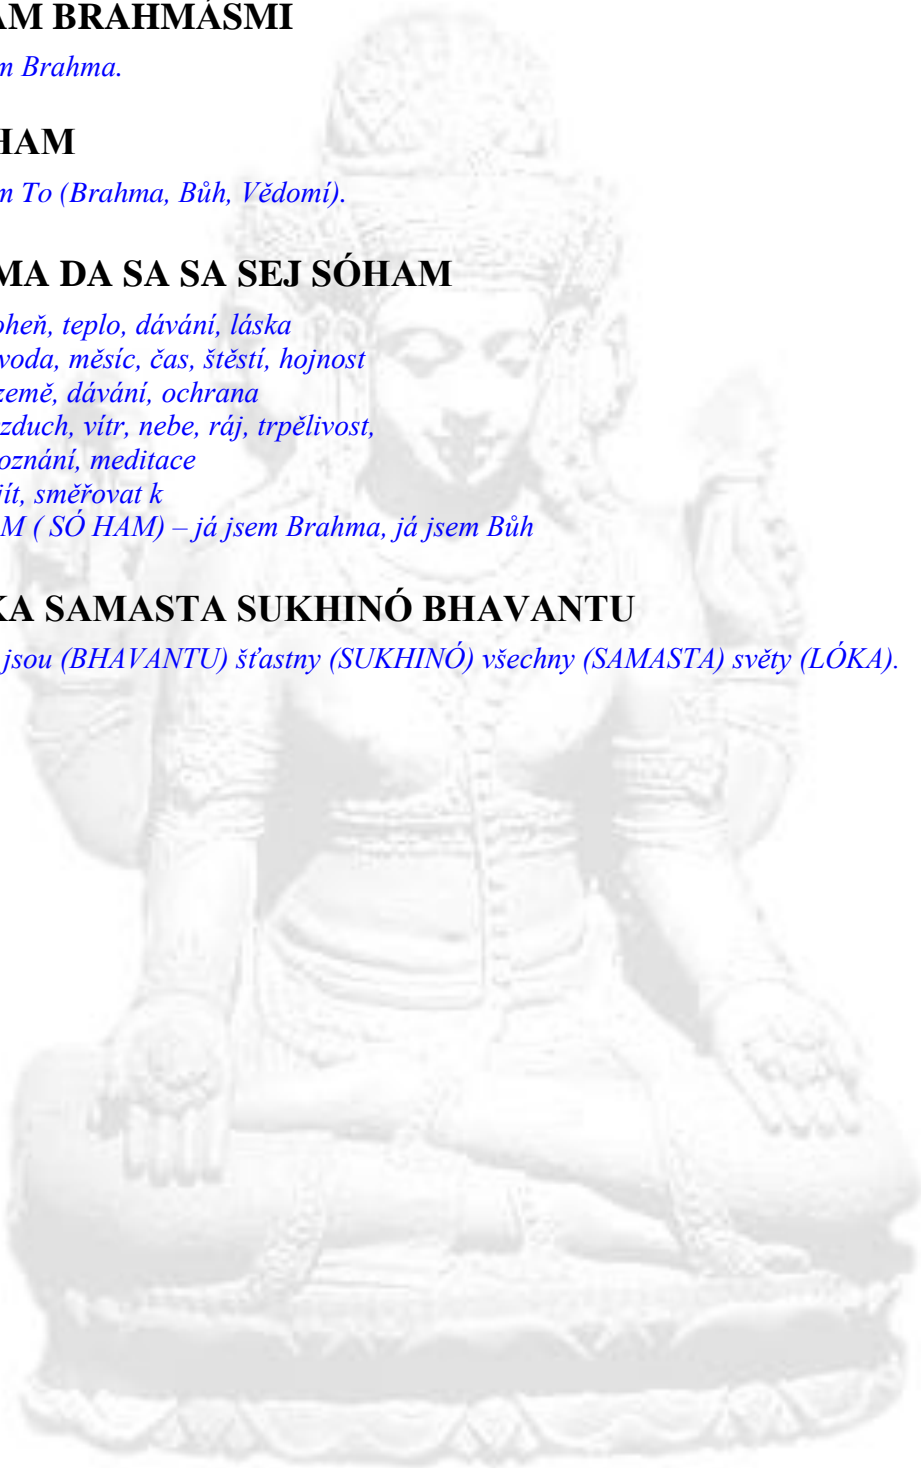 AM BRAHMÁSMI
m Brahma.
HAM
m To (Brahma, Bůh, Vědomí).
MA DA SA SA SEJ SÓHAM
oheň, teplo, dávání, láska
voda, měsíc, čas, štěstí, hojnost
země, dávání, ochrana
zduch, vítr, nebe, ráj, trpělivost,
oznání, meditace
jít, směřovat k
M ( SÓ HAM) – já jsem Brahma, já jsem Bůh
KA SAMASTA SUKHINÓ BHAVANTU
jsou (BHAVANTU) šťastny (SUKHINÓ) všechny (SAMASTA) světy (LÓKA).